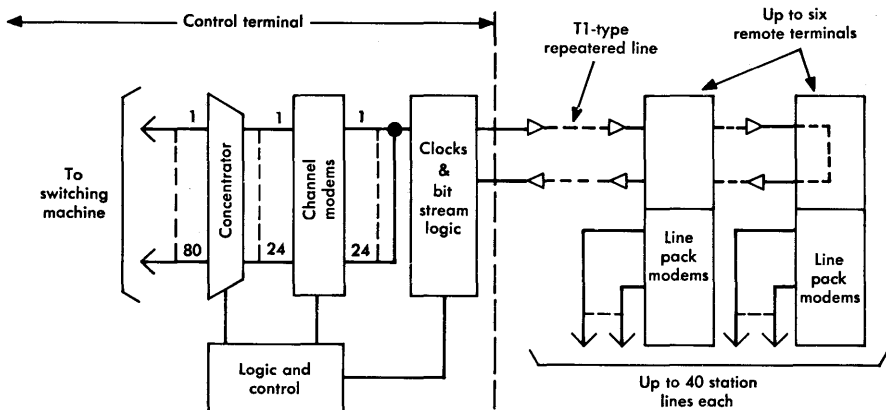 Control terminal
T1-type
repeatered line
Up to six
remote terminals
1
1
1
To
switching
machine
Concentrator
Channel
modems
Clocks
&
bit
stream
logic
80
24
24
Line
pack
modems
Line
pack
modems
Logic and
control
Up to 40 station
lines each